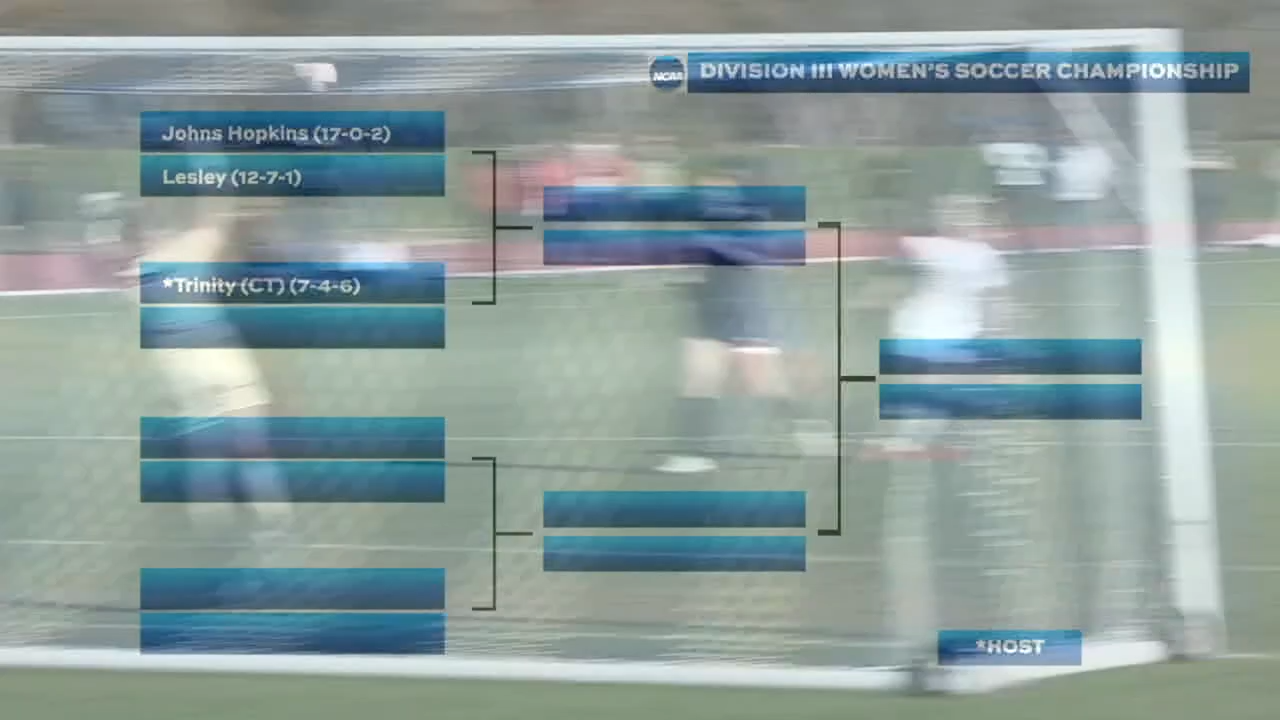 NCAA
DIVISION III WOMEN'S SOCCER CHAMPIONSHIP
Johns Hopkins (17-0-2)
Lesley (12-7-1)
*Trinity (CT) (7-4-6)
*HOST